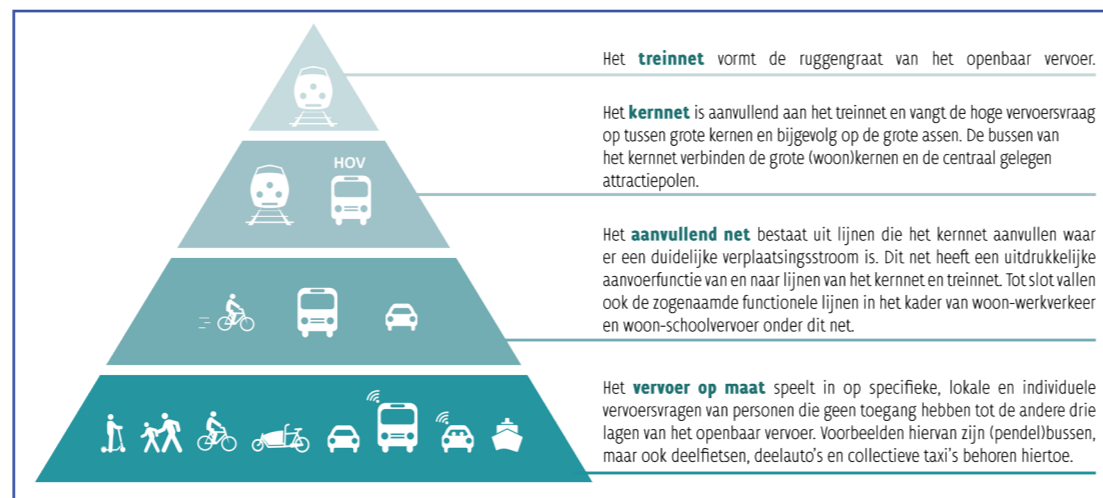 Het treinnet vormt de ruggengraat van het openbaar vervoer.
Het kernnet is aanvullend aan het treinnet en vangt de hoge vervoersvraag
op tussen grote kernen en bijgevolg op de grote assen. De bussen van
het kernnet verbinden de grote (woon)kernen en de centraal gelegen
attractiepolen.
HOV
Het aanvullend net bestaat uit lijnen die het kernnet aanvullen waar
er een duidelijke verplaatsingsstroom is. Dit net heeft een uitdrukkelijke
aanvoerfunctie van en naar lijnen van het kernnet en treinnet. Tot slot vallen
ook de zogenaamde functionele lijnen in het kader van woon-werkverkeer
en woon-schoolvervoer onder dit net.
Het vervoer op maat speelt in op specifieke, lokale en individuele
vervoersvragen van personen die geen toegang hebben tot de andere drie
lagen van het openbaar vervoer. Voorbeelden hiervan zijn (pendel)bussen,
maar ook deelfietsen, deelauto's en collectieve taxi's behoren hiertoe.